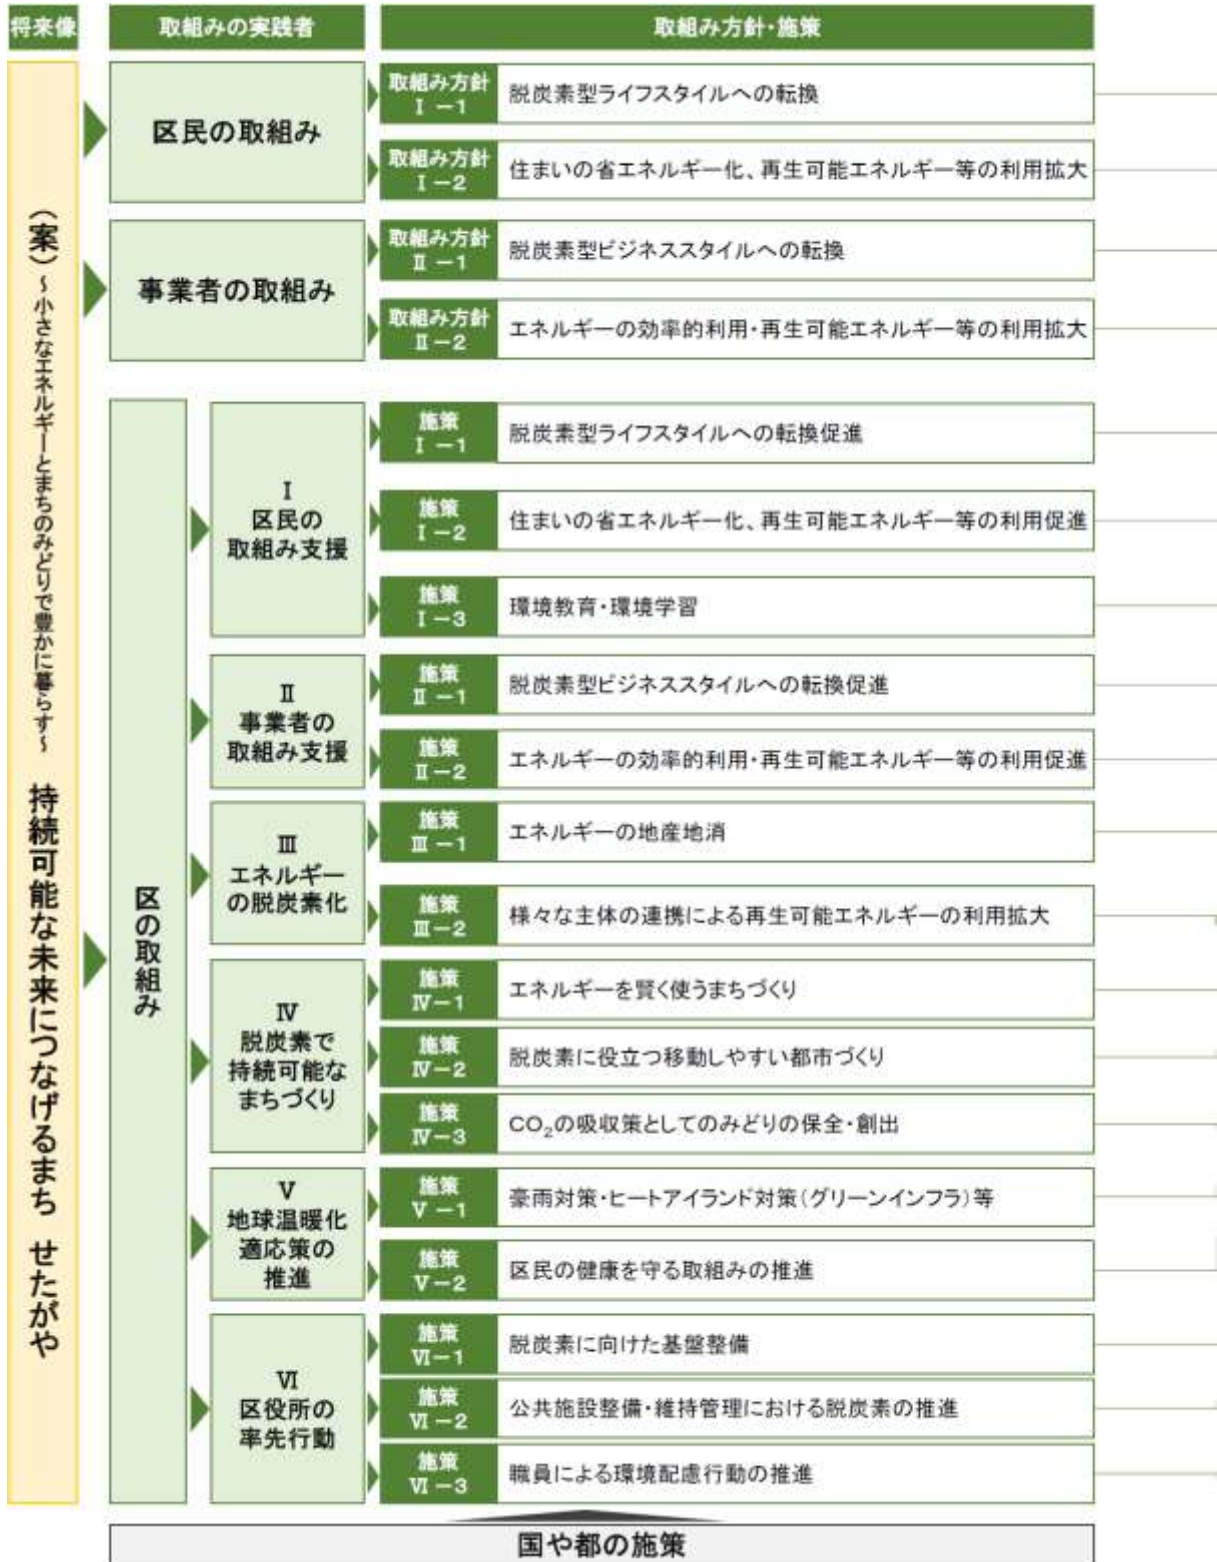 将来像
取組みの実践者
取組み方針・施策
(案)~小さなエネルギーとまちのみどりで豊かに暮らす~ 持続可能な未来につなげるまち せたがや
区民の取組み
取組み方針
Ⅰ-1
脱炭素型ライフスタイルへの転換
取組み方針
Ⅰ-2
住まいの省エネルギー化、再生可能エネルギー等の利用拡大
事業者の取組み
取組み方針
Ⅱ-1
脱炭素型ビジネススタイルへの転換
取組み方針
Ⅱ-2
エネルギーの効率的利用・再生可能エネルギー等の利用拡大
区の取組み
Ⅰ
区民の
取組み支援
施策
Ⅰ-1
脱炭素型ライフスタイルへの転換促進
施策
Ⅰ-2
住まいの省エネルギー化、再生可能エネルギー等の利用促進
施策
Ⅰ-3
環境教育・環境学習
Ⅱ
事業者の
取組み支援
施策
Ⅱ-1
脱炭素型ビジネススタイルへの転換促進
施策
Ⅱ-2
エネルギーの効率的利用・再生可能エネルギー等の利用促進
Ⅲ
エネルギー
の脱炭素化
施策
Ⅲ-1
エネルギーの地産地消
施策
Ⅲ-2
様々な主体の連携による再生可能エネルギーの利用拡大
Ⅳ
脱炭素で
持続可能な
まちづくり
施策
Ⅳ-1
エネルギーを賢く使うまちづくり
施策
Ⅳ-2
脱炭素に役立つ移動しやすい都市づくり
施策
Ⅳ-3
CO₂の吸収策としてのみどりの保全・創出
Ⅴ
地球温暖化
適応策の
推進
施策
Ⅴ-1
豪雨対策・ヒートアイランド対策(グリーンインフラ)等
施策
Ⅴ-2
区民の健康を守る取組みの推進
Ⅵ
区役所の
率先行動
施策
Ⅵ-1
脱炭素に向けた基盤整備
施策
Ⅵ-2
公共施設整備・維持管理における脱炭素の推進
施策
Ⅵ-3
職員による環境配慮行動の推進
国や都の施策